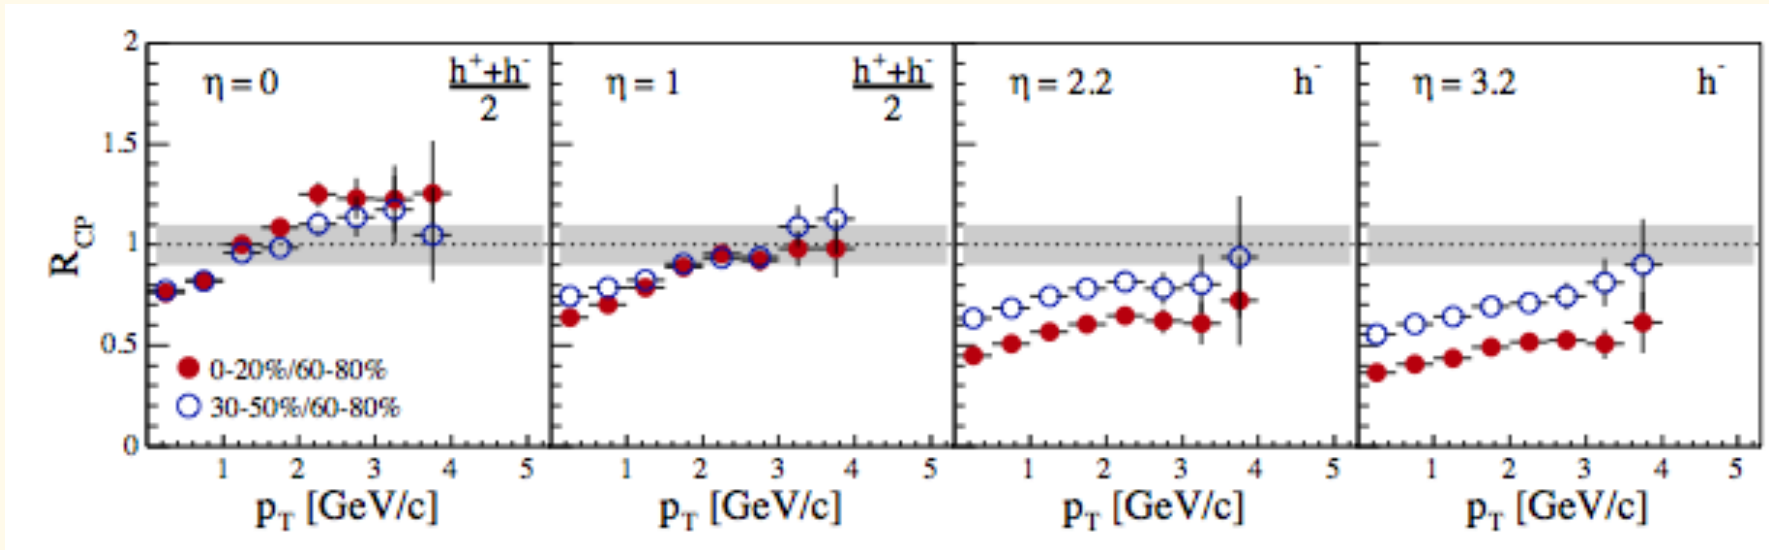 2
1.5
1
0.5
0
R_CP
η = 0
h⁺+h⁻
2
0-20%/60-80%
30-50%/60-80%
1 2 3 4 5
p_T [GeV/c]
η = 1
h⁺+h⁻
2
1 2 3 4 5
p_T [GeV/c]
η = 2.2
h⁻
1 2 3 4 5
p_T [GeV/c]
η = 3.2
h⁻
1 2 3 4 5
p_T [GeV/c]